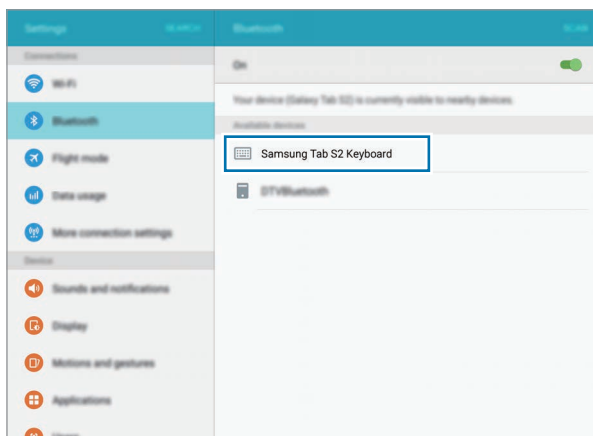 Settings
SEARCH
Bluetooth
SCAN
Connections
On
Wi-Fi
Your device (Galaxy Tab S2) is currently visible to nearby devices.
Bluetooth
Available devices
Samsung Tab S2 Keyboard
Flight mode
DTVBluetooth
Data usage
More connection settings
Device
Sounds and notifications
Display
Motions and gestures
Applications